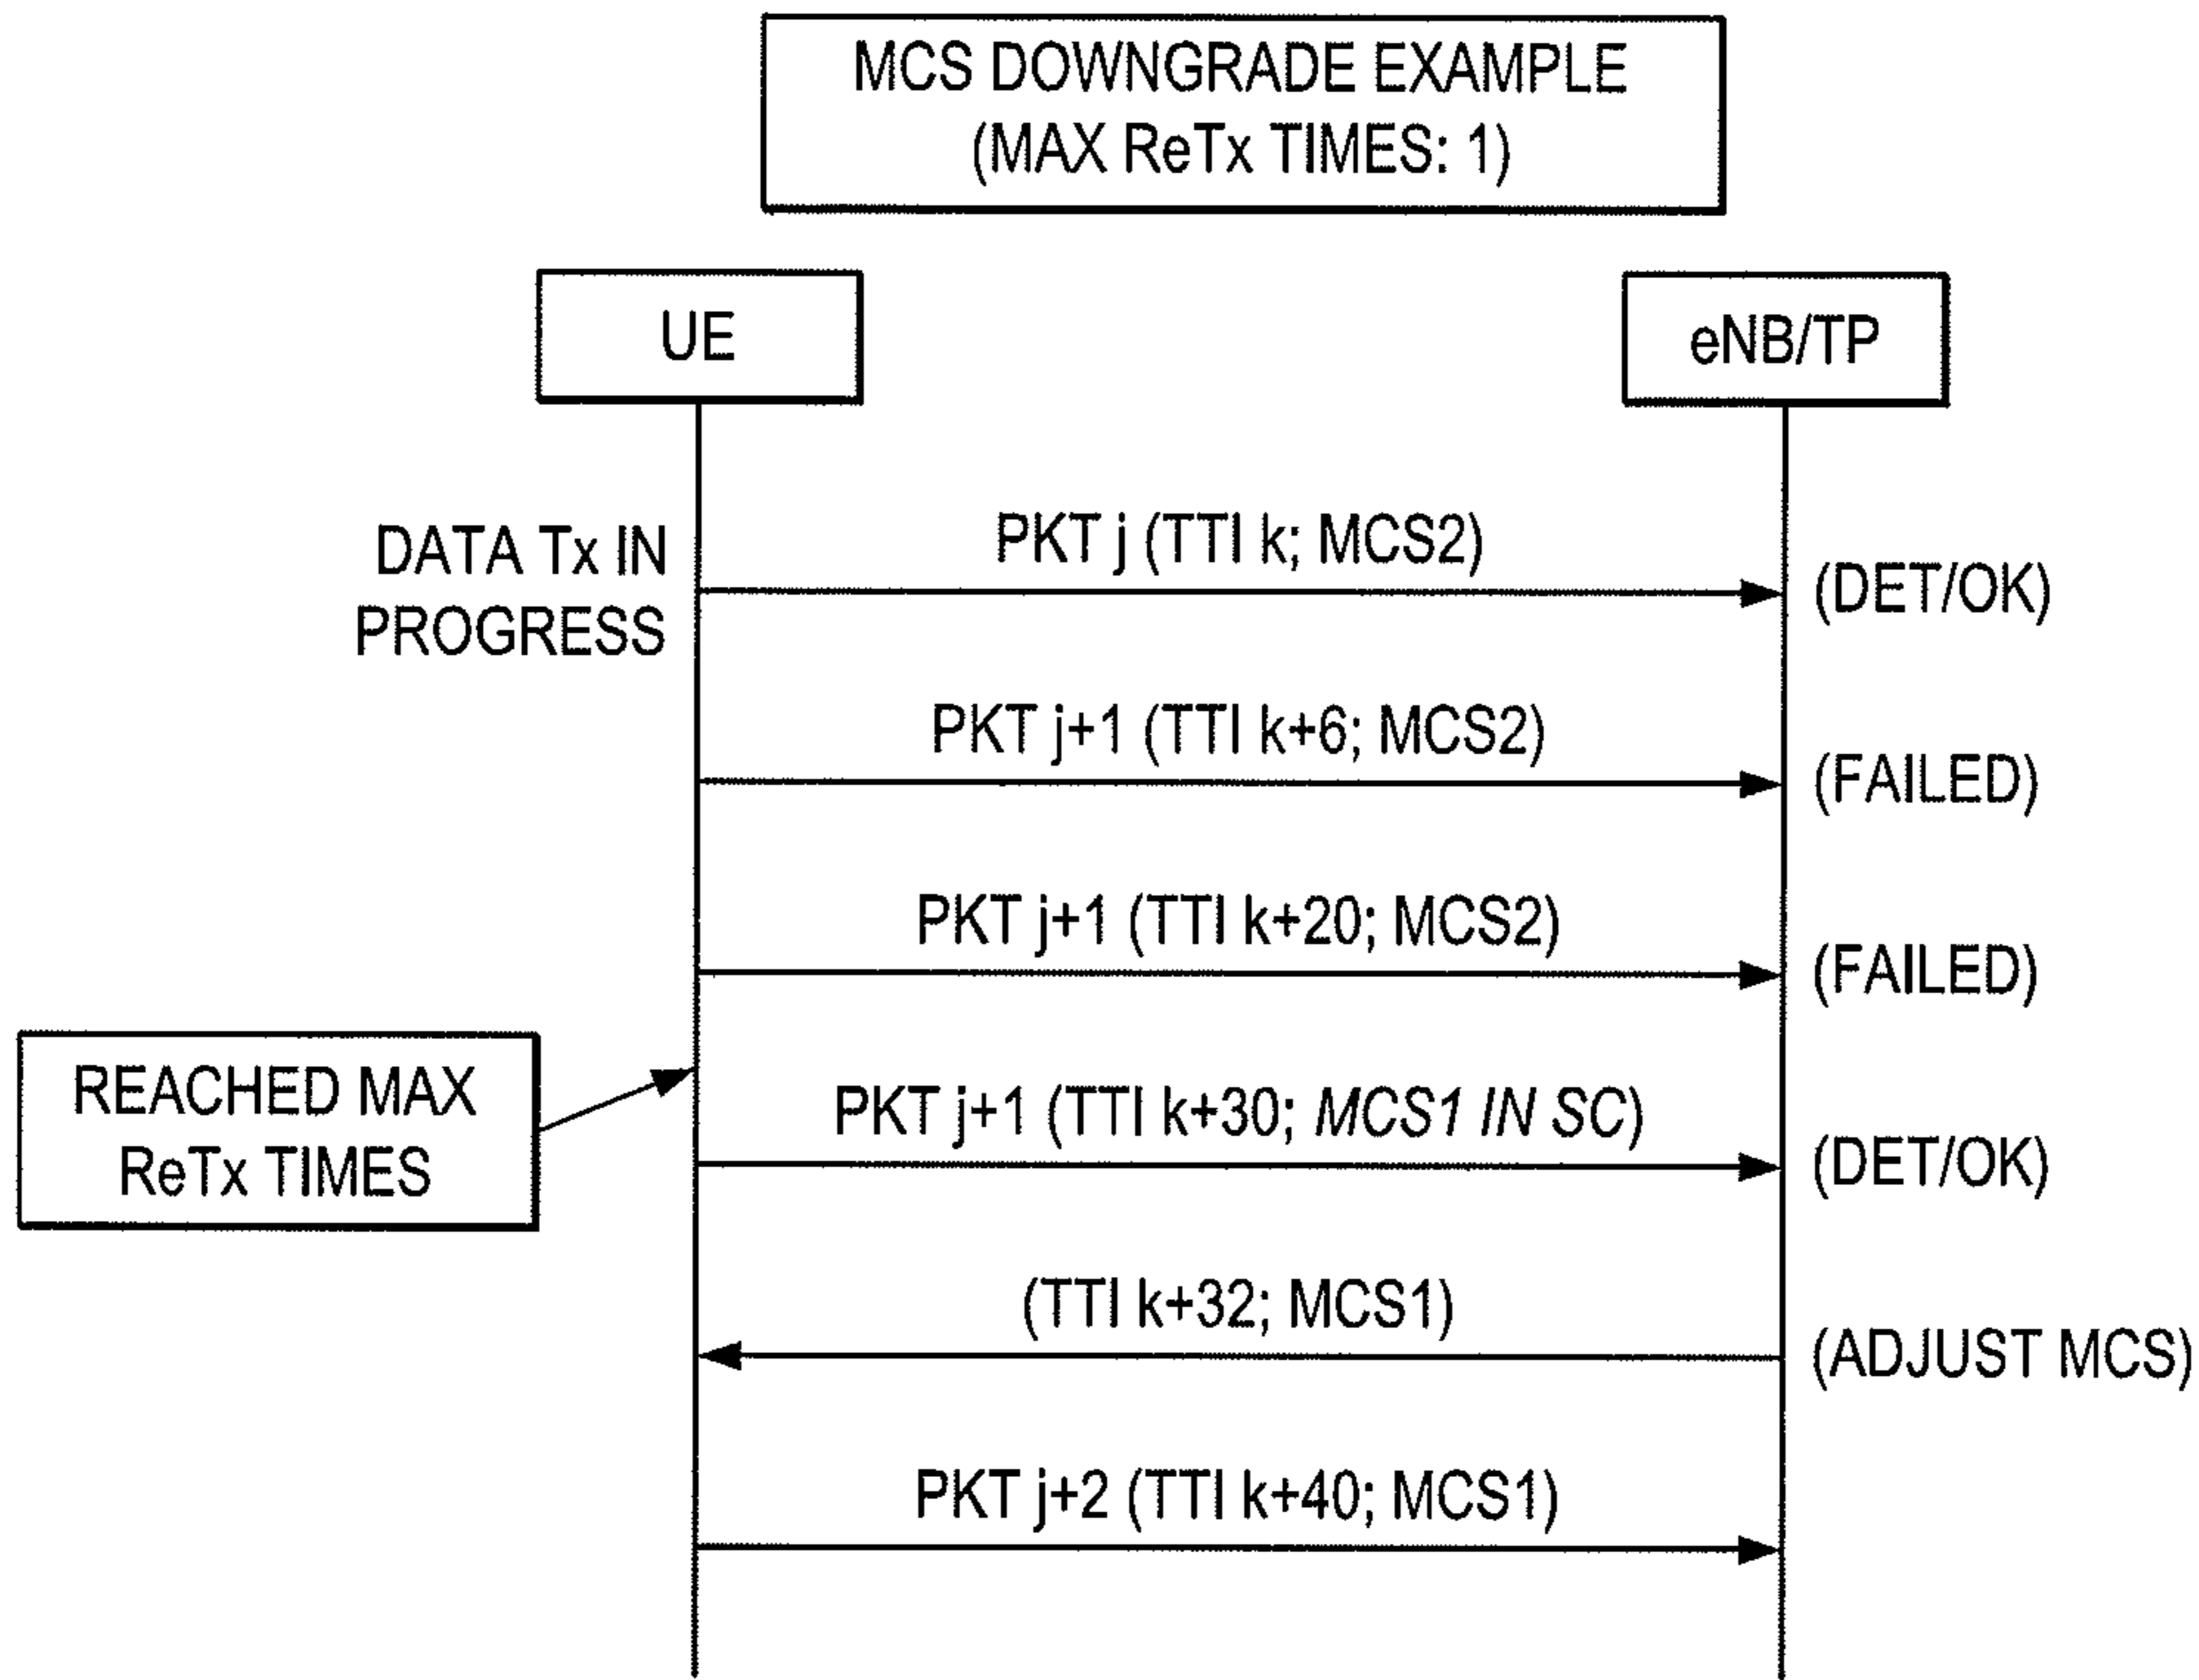 MCS DOWNGRADE EXAMPLE
(MAX ReTx TIMES: 1)
UE
eNB/TP
DATA Tx IN
PROGRESS
PKT j (TTI k; MCS2)
(DET/OK)
PKT j+1 (TTI k+6; MCS2)
(FAILED)
PKT j+1 (TTI k+20; MCS2)
(FAILED)
REACHED MAX
ReTx TIMES
PKT j+1 (TTI k+30; MCS1 IN SC)
(DET/OK)
(TTI k+32; MCS1)
(ADJUST MCS)
PKT j+2 (TTI k+40; MCS1)